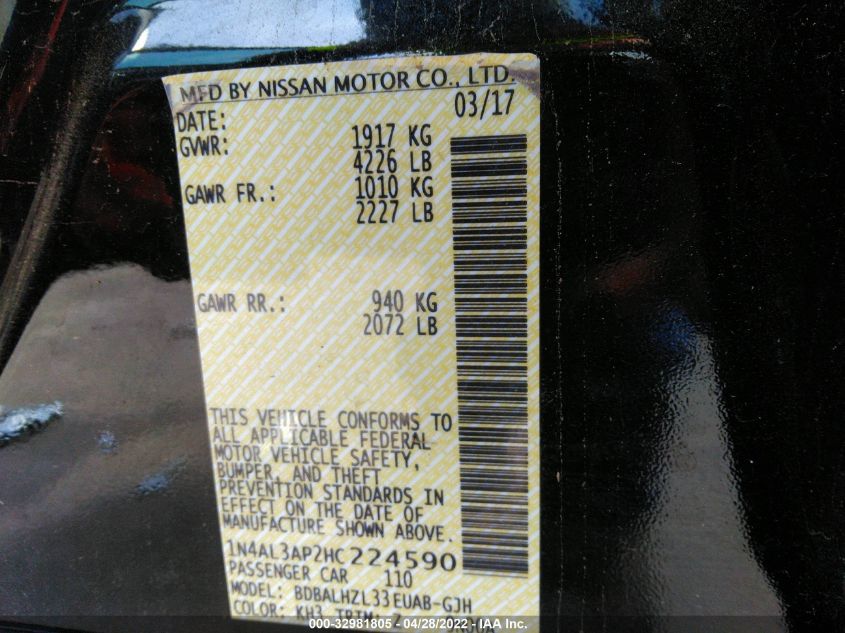 MFD BY NISSAN MOTOR CO., LTD.
DATE: 03/17
GVWR: 1917 KG
4226 LB
GAWR FR.: 1010 KG
2227 LB
GAWR RR.: 940 KG
2072 LB
THIS VEHICLE CONFORMS TO
ALL APPLICABLE FEDERAL
MOTOR VEHICLE SAFETY,
BUMPER, AND THEFT
PREVENTION STANDARDS IN
EFFECT ON THE DATE OF
MANUFACTURE SHOWN ABOVE.
1N4AL3AP2HC224590
PASSENGER CAR 110
MODEL: BDBALHZL33EUAB-GJH
COLOR: KH3 TRIM:
000-32981805 - 04/28/2022 - IAA Inc.